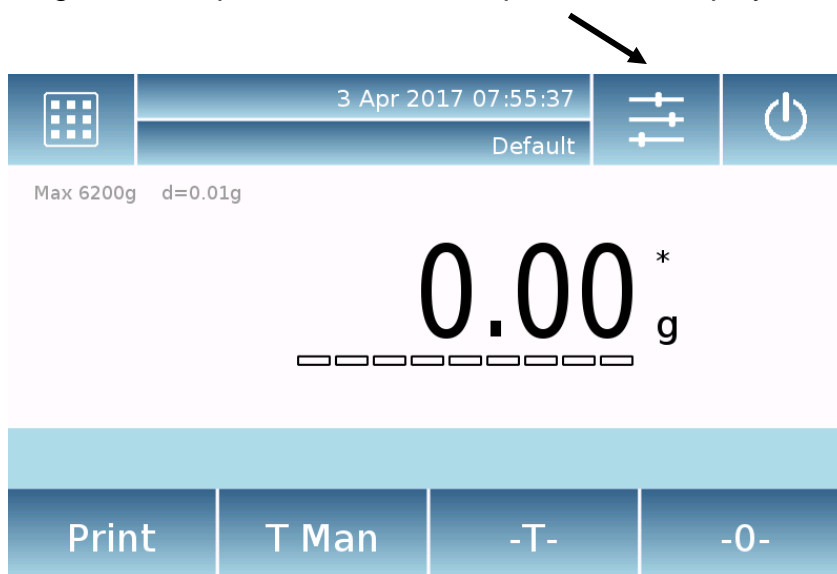 3 Apr 2017 07:55:37
Default
Max 6200g d=0.01g
0.00 *
g
Print T Man -T- -0-